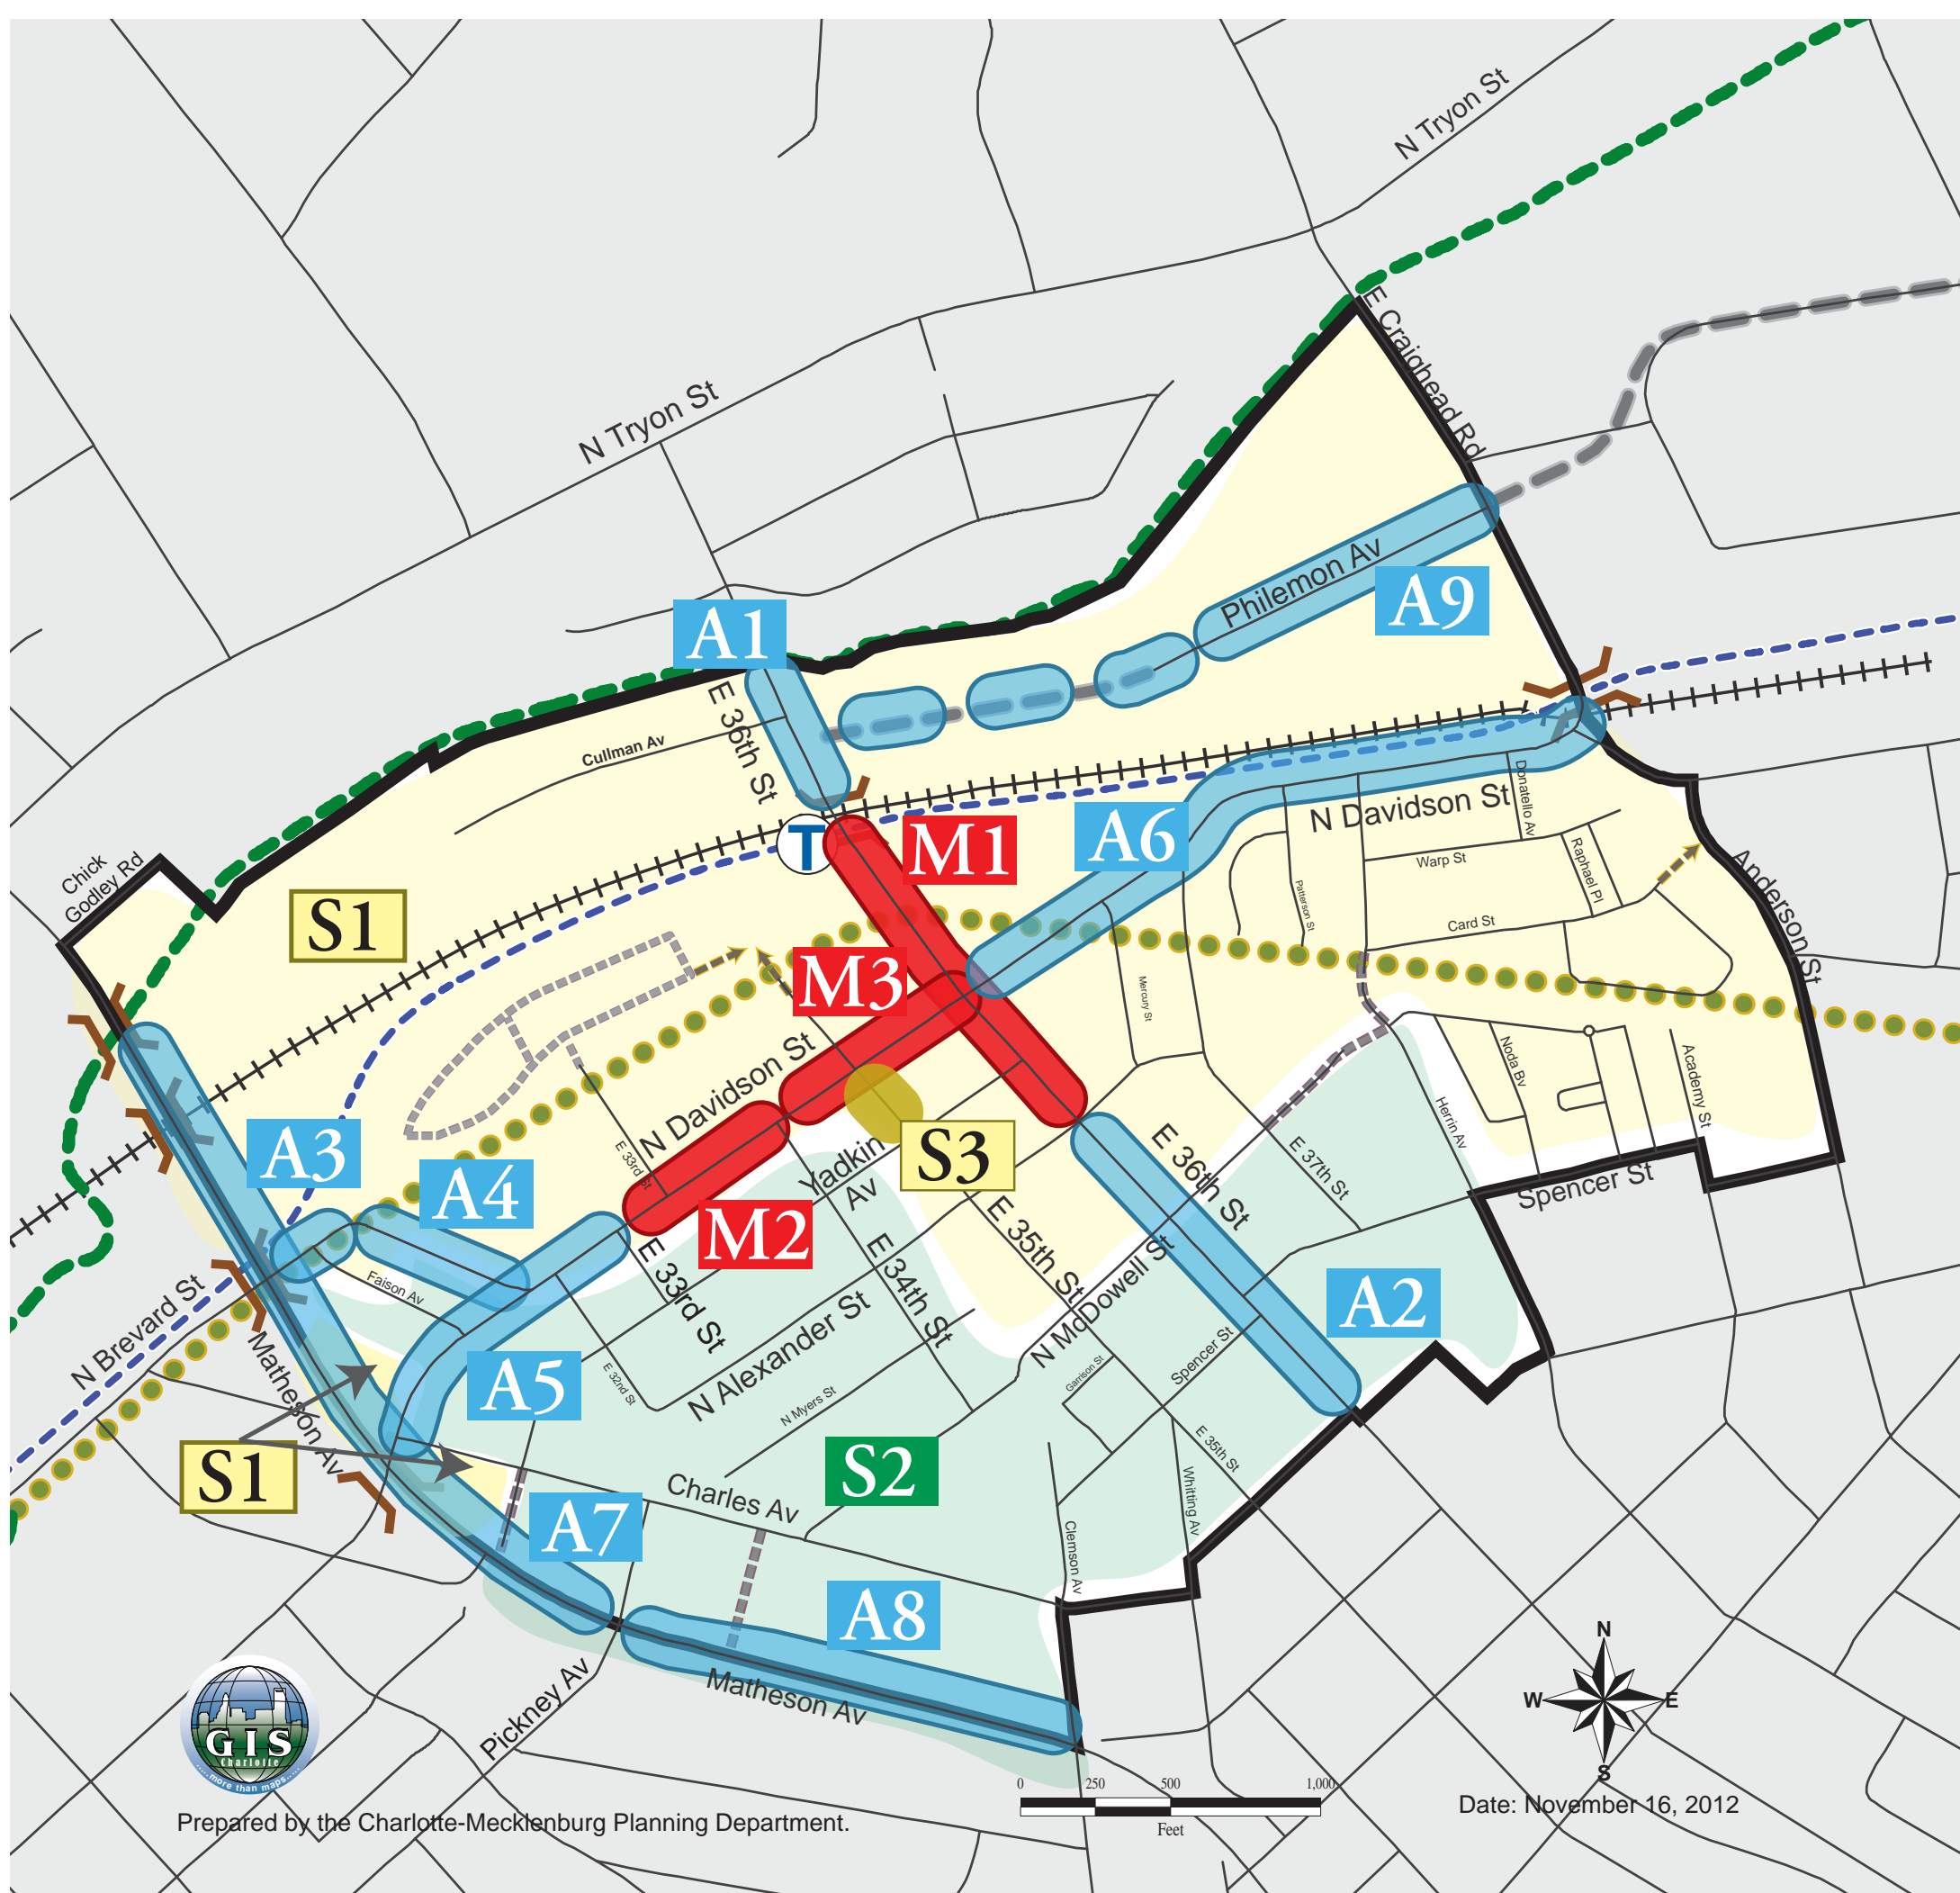 N Tryon St
N Tryon St
E Craighead Rd
Philemon Av
A9
A1
E 36th St
Cullman Av
T
M1
A6
N Davidson St
Donatello Av
Warp St
Raphael Pl
Patterson St
Card St
Anderson St
Chick
Godley Rd
S1
M3
Mercury St
N Davidson St
Noda Bv
Academy St
Herrin Av
A3
A4
E 33rd St
M2
Yadkin
Av
S3
E 36th St
E 37th St
Spencer St
Faison Av
N Brevard St
Matheson Av
E 33rd St
E 34th St
E 35th St
N McDowell St
A2
A5
E 32nd St
N Alexander St
N Myers St
Garrison St
Spencer St
S1
Charles Av
S2
E 35th St
Whitting Av
Clemson Av
A7
A8
Matheson Av
Pickney Av
GIS
Charlotte
.....more than maps.....
Prepared by the Charlotte-Mecklenburg Planning Department.
0 250 500 1,000
Feet
N
W E
S
Date: November 16, 2012